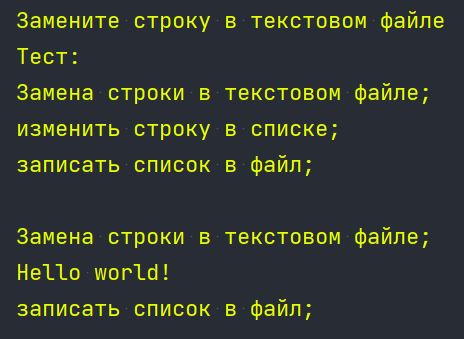 Замените строку в текстовом файле
Тест:
Замена строки в текстовом файле;
изменить строку в списке;
записать список в файл;

Замена строки в текстовом файле;
Hello world!
записать список в файл;